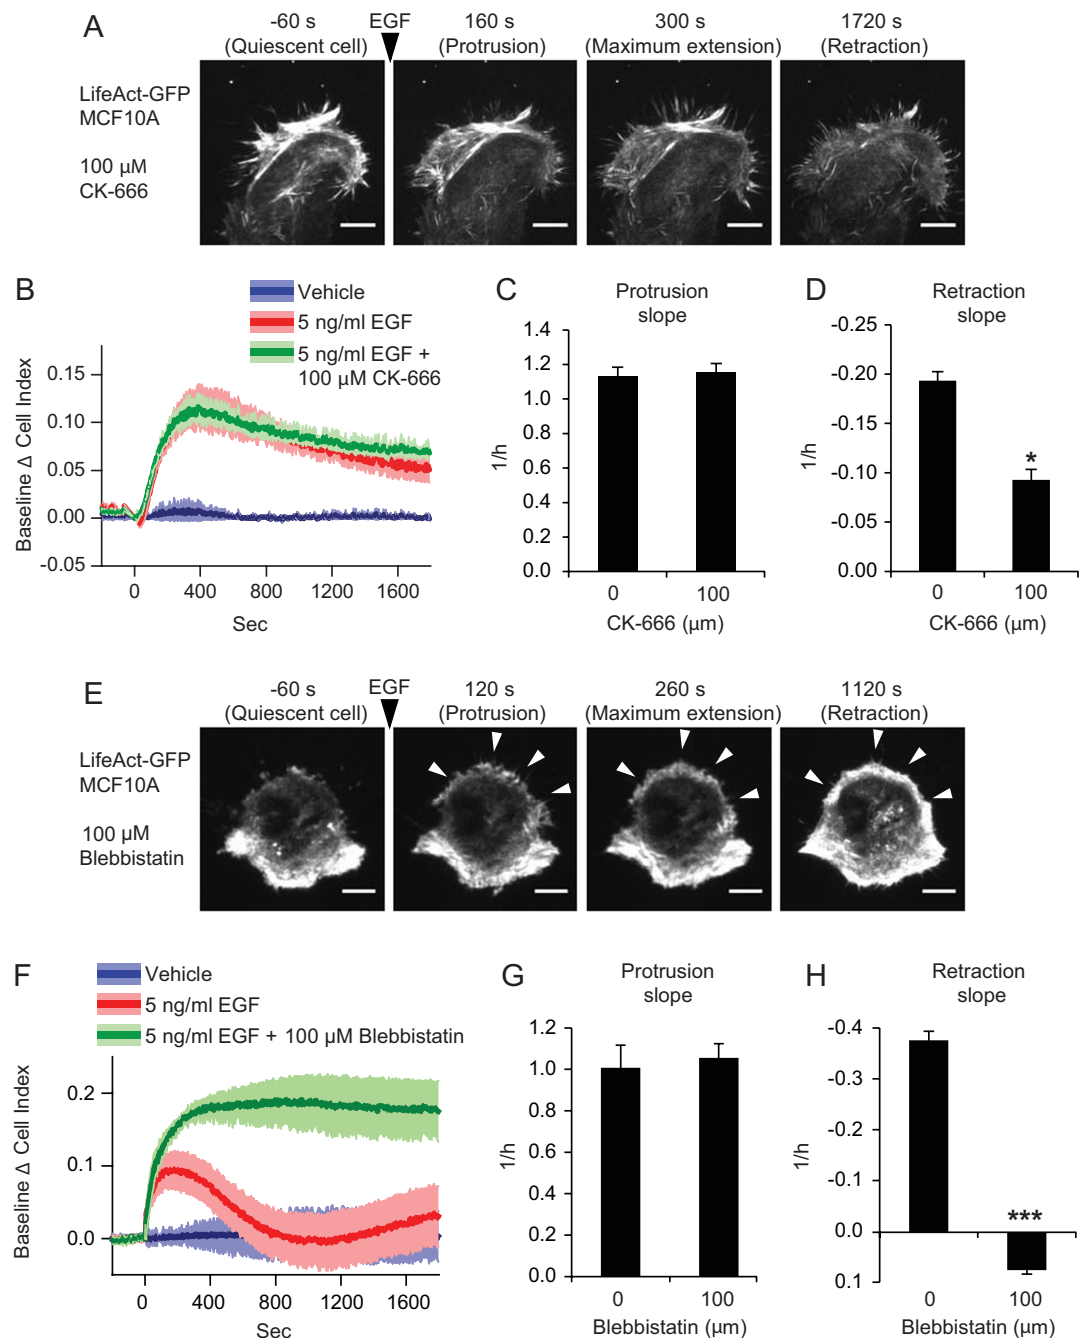 A
-60 s
(Quiescent cell)
EGF
160 s
(Protrusion)
300 s
(Maximum extension)
1720 s
(Retraction)
LifeAct-GFP
MCF10A
100 µM
CK-666
B
Vehicle
5 ng/ml EGF
5 ng/ml EGF +
100 µM CK-666
Baseline Δ Cell Index
0.15
0.10
0.05
0.00
-0.05
0 400 800 1200 1600
Sec
C
Protrusion
slope
1/h
1.4
1.2
1.0
0.8
0.6
0.4
0.2
0.0
0 100
CK-666 (µm)
D
Retraction
slope
1/h
-0.25
-0.20
-0.15
-0.10
-0.05
0.00
*
0 100
CK-666 (µm)
E
-60 s
(Quiescent cell)
EGF
120 s
(Protrusion)
260 s
(Maximum extension)
1120 s
(Retraction)
LifeAct-GFP
MCF10A
100 µM
Blebbistatin
F
Vehicle
5 ng/ml EGF
5 ng/ml EGF + 100 µM Blebbistatin
Baseline Δ Cell Index
0.2
0.1
0.0
0 400 800 1200 1600
Sec
G
Protrusion
slope
1/h
1.2
1.0
0.8
0.6
0.4
0.2
0.0
0 100
Blebbistatin (µm)
H
Retraction
slope
1/h
-0.4
-0.3
-0.2
-0.1
0.0
0.1
***
0 100
Blebbistatin (µm)